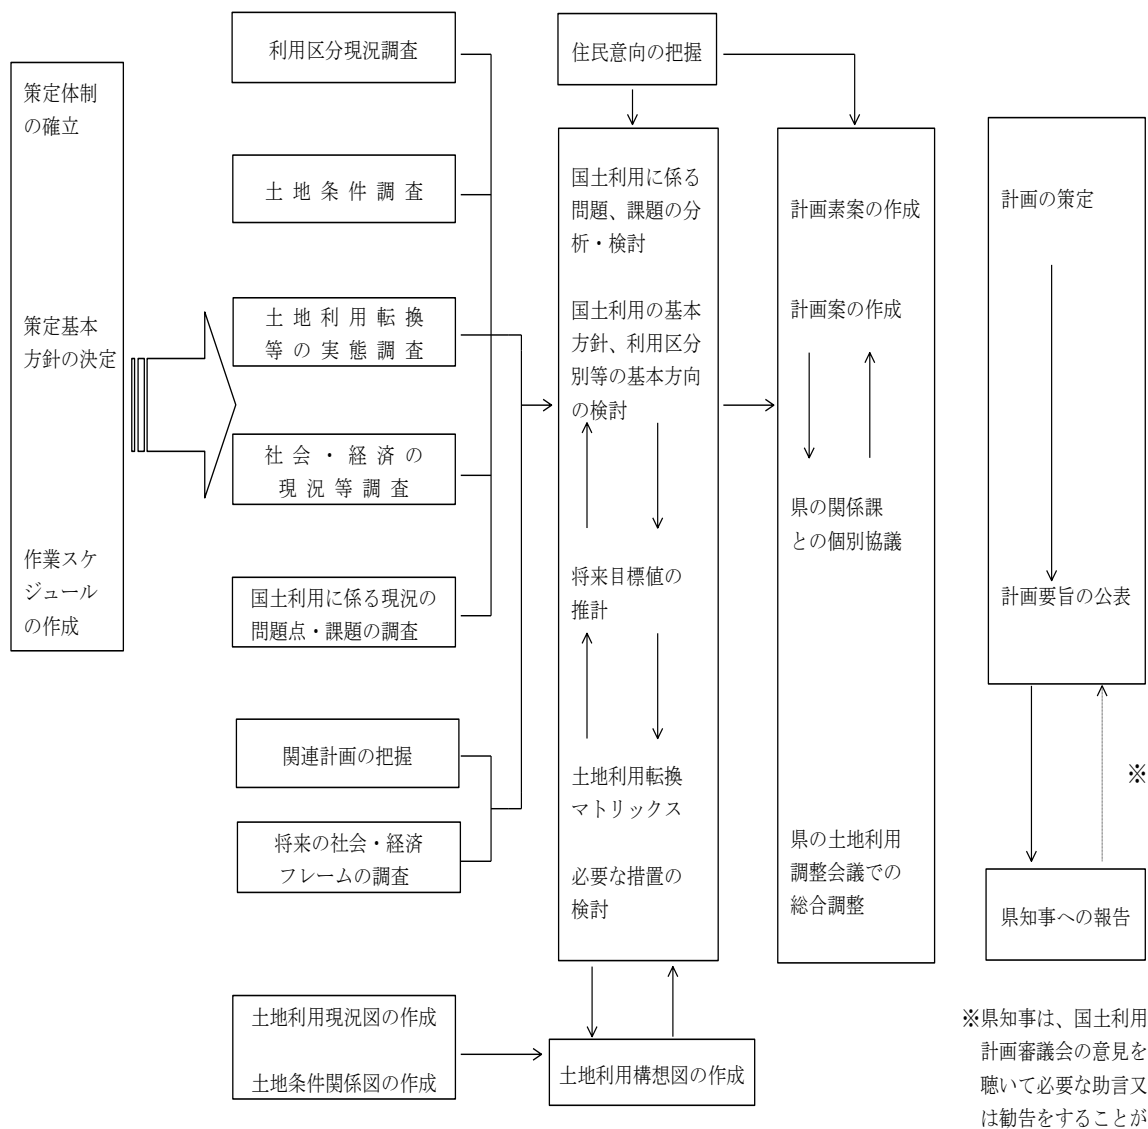 策定体制
の確立
策定基本
方針の決定
作業スケ
ジュール
の作成
利用区分現況調査
土地条件調査
土地利用転換
等の実態調査
社会・経済の
現況等調査
国土利用に係る現況の
問題点・課題の調査
関連計画の把握
将来の社会・経済
フレームの調査
土地利用現況図の作成
土地条件関係図の作成
住民意向の把握
国土利用に係る
問題、課題の分
析・検討
国土利用の基本
方針、利用区分
別等の基本方向
の検討
将来目標値の
推計
土地利用転換
マトリックス
必要な措置の
検討
土地利用構想図の作成
計画素案の作成
計画案の作成
県の関係課
との個別協議
県の土地利用
調整会議での
総合調整
計画の策定
計画要旨の公表
※
県知事への報告
※県知事は、国土利用
計画審議会の意見を
聴いて必要な助言又
は勧告をすることが